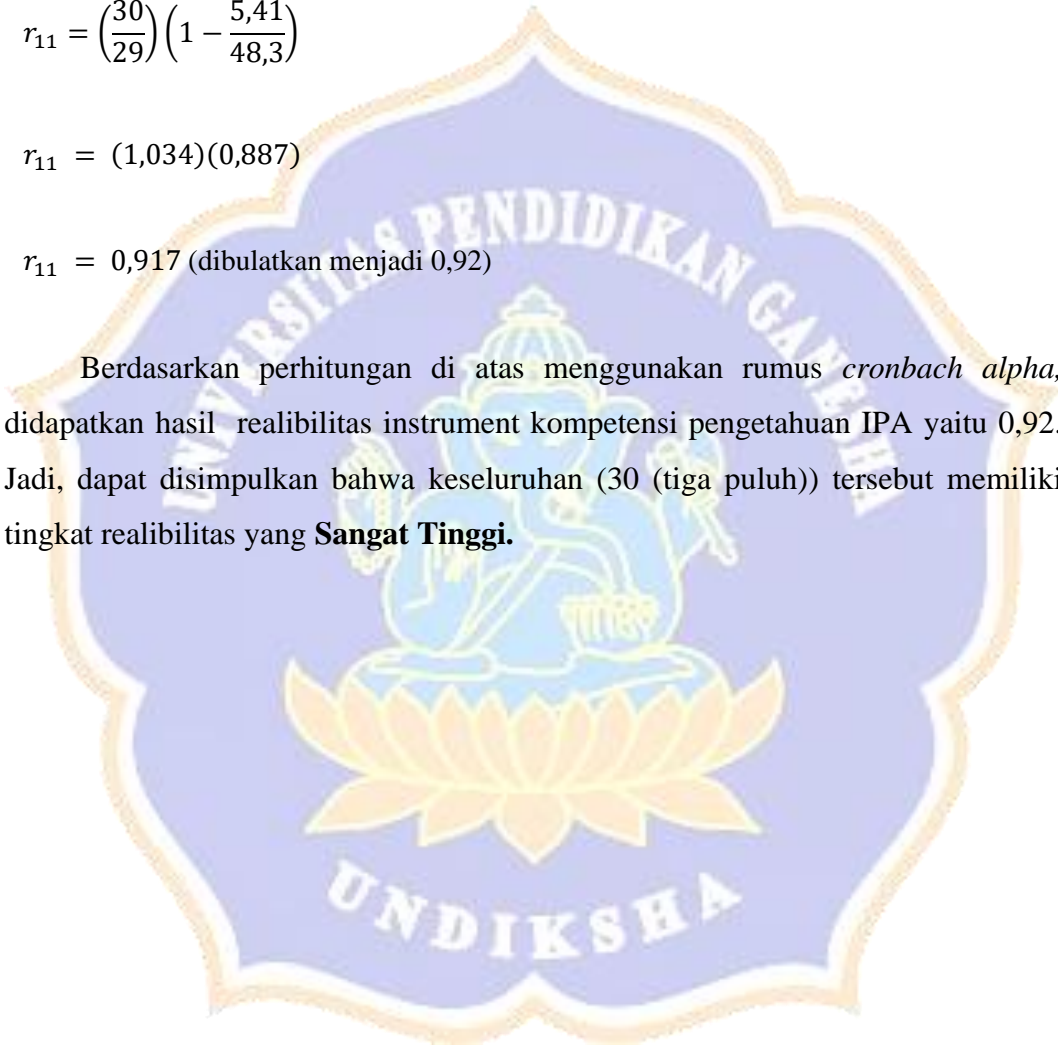 r₁₁ = (30/29) (1 − 5,41/48,3)
r₁₁ = (1,034)(0,887)
r₁₁ = 0,917 (dibulatkan menjadi 0,92)
Berdasarkan perhitungan di atas menggunakan rumus cronbach alpha,
didapatkan hasil realibilitas instrument kompetensi pengetahuan IPA yaitu 0,92.
Jadi, dapat disimpulkan bahwa keseluruhan (30 (tiga puluh)) tersebut memiliki
tingkat realibilitas yang Sangat Tinggi.
UNIVERSITAS PENDIDIKAN GANESHA
UNDIKSHA